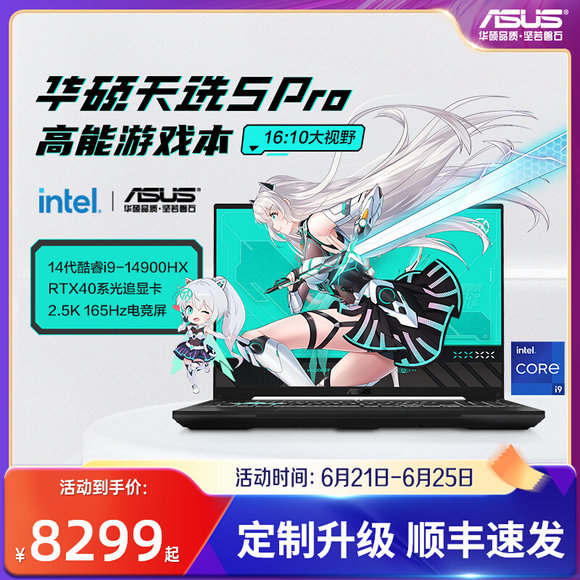 ASUS
华硕品质·坚若磐石
华硕天选5Pro
高能游戏本
16:10大视野
intel.
ASUS
华硕品质·坚若磐石
14代酷睿i9-14900HX
RTX40系光追显卡
2.5K 165Hz电竞屏
ASUS
intel.
CORE
i9
活动时间:6月21日-6月25日
活动到手价:
¥8299起
定制升级 顺丰速发